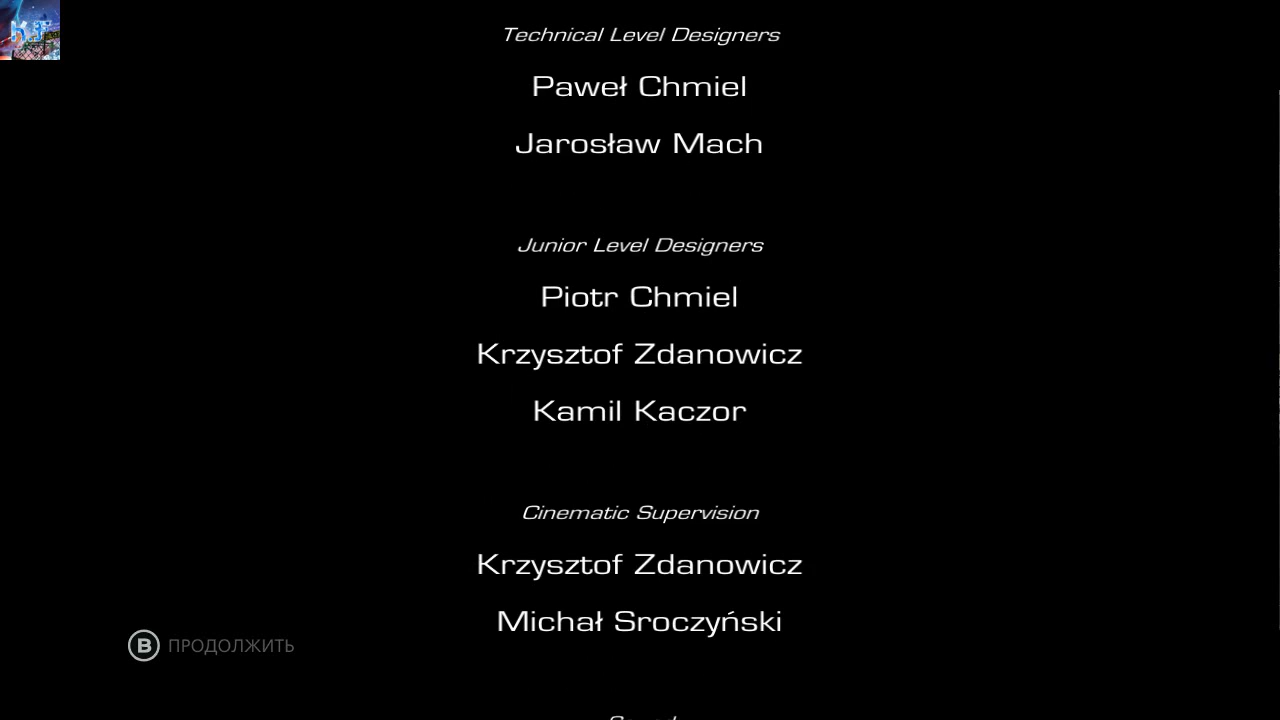 Technical Level Designers
Paweł Chmiel
Jarosław Mach
Junior Level Designers
Piotr Chmiel
Krzysztof Zdanowicz
Kamil Kaczor
Cinematic Supervision
Krzysztof Zdanowicz
Michał Sroczyński
B ПРОДОЛЖИТЬ